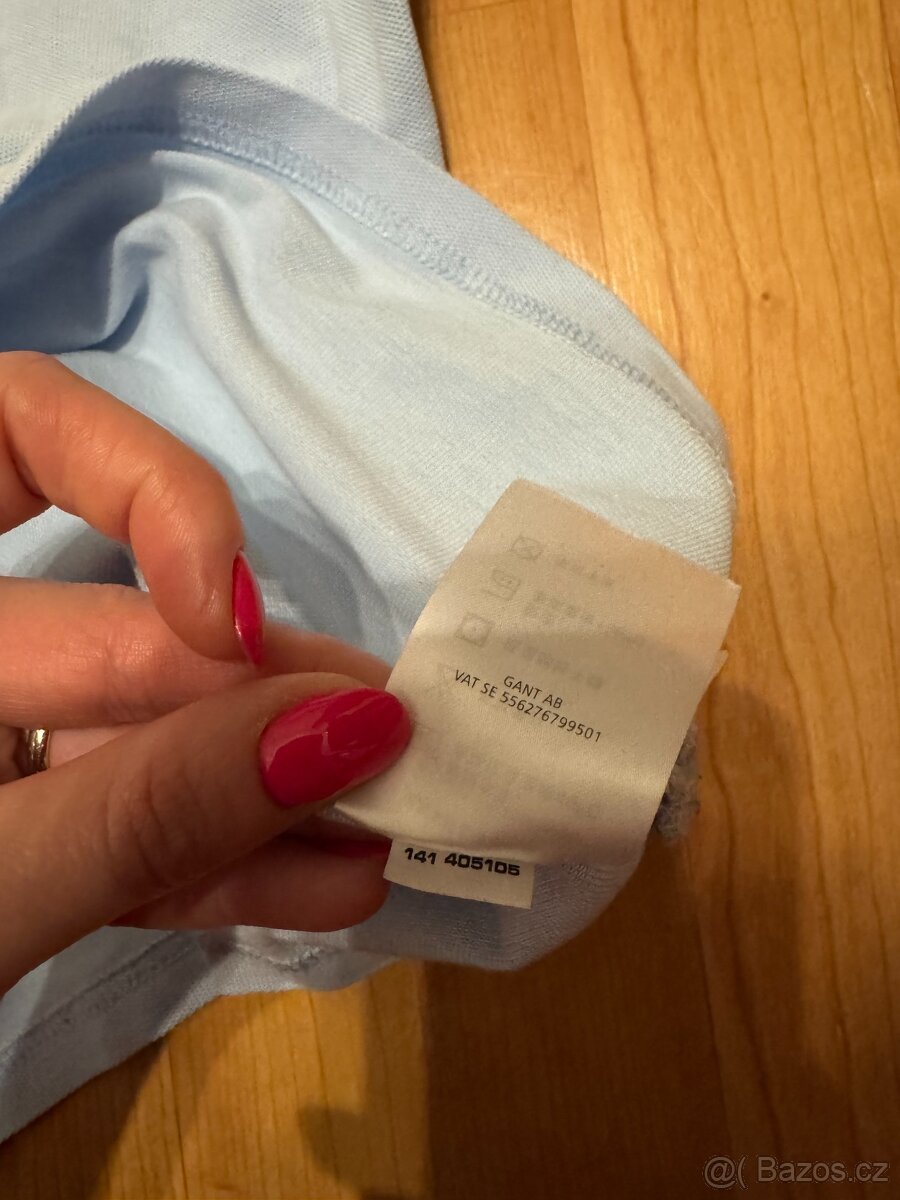 GANT AB
VAT SE 556276799501
141 405105
@( Bazos.cz